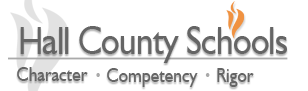 Hall County Schools
Character • Competency • Rigor